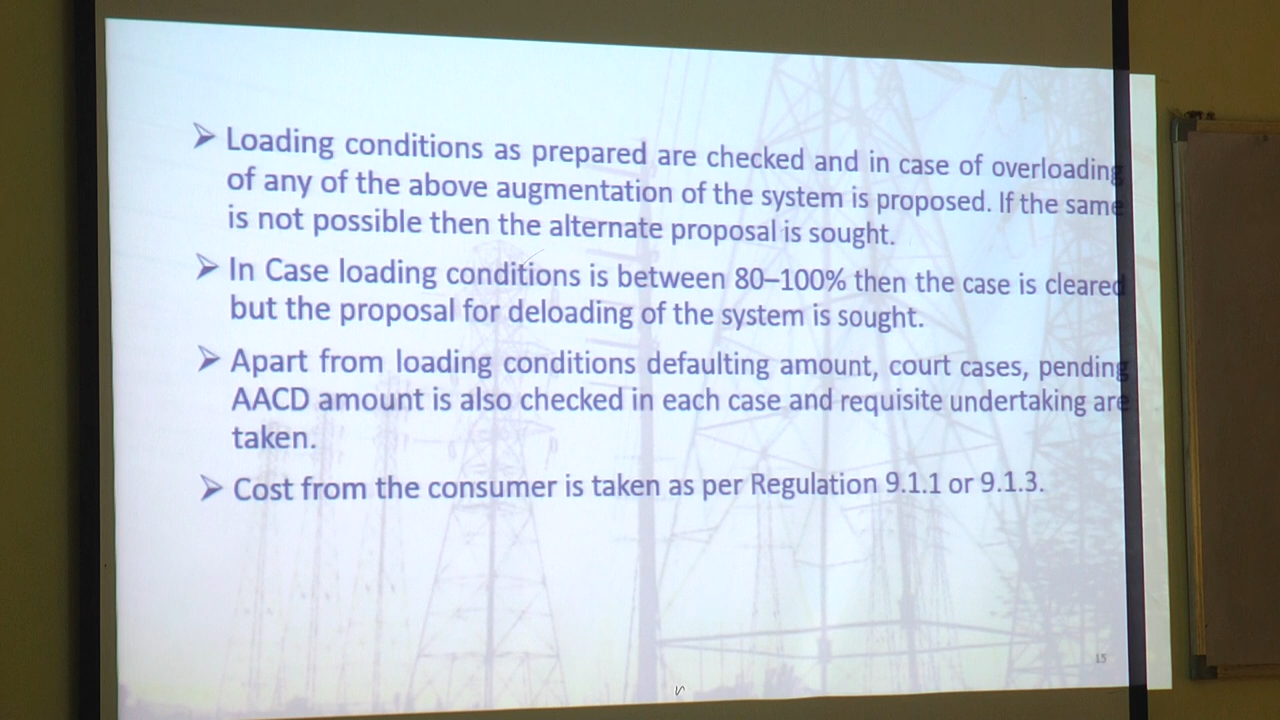 ➤ Loading conditions as prepared are checked and in case of overloading
of any of the above augmentation of the system is proposed. If the same
is not possible then the alternate proposal is sought.
➤ In Case loading conditions is between 80–100% then the case is cleared
but the proposal for deloading of the system is sought.
➤ Apart from loading conditions defaulting amount, court cases, pending
AACD amount is also checked in each case and requisite undertaking are
taken.
➤ Cost from the consumer is taken as per Regulation 9.1.1 or 9.1.3.
15